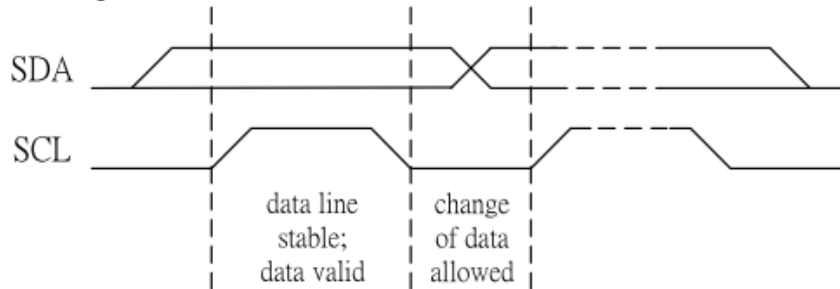 SDA
SCL
data line
stable;
data valid
change
of data
allowed